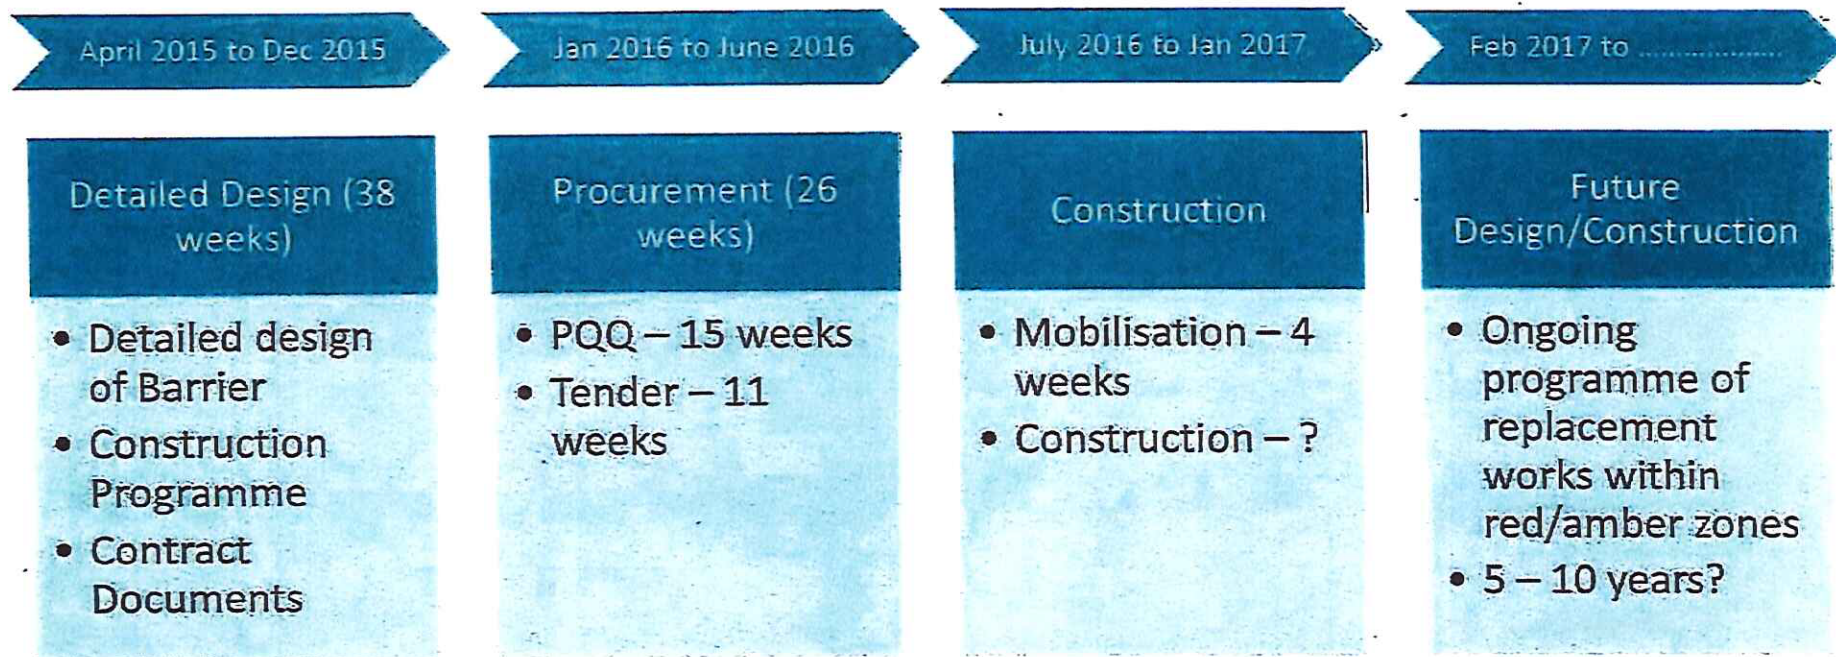 April 2015 to Dec 2015
Jan 2016 to June 2016
July 2016 to Jan 2017
Feb 2017 to ..................
Detailed Design (38
weeks)
• Detailed design
of Barrier
• Construction
Programme
• Contract
Documents
Procurement (26
weeks)
• PQQ – 15 weeks
• Tender – 11
weeks
Construction
• Mobilisation – 4
weeks
• Construction – ?
Future
Design/Construction
• Ongoing
programme of
replacement
works within
red/amber zones
• 5 – 10 years?